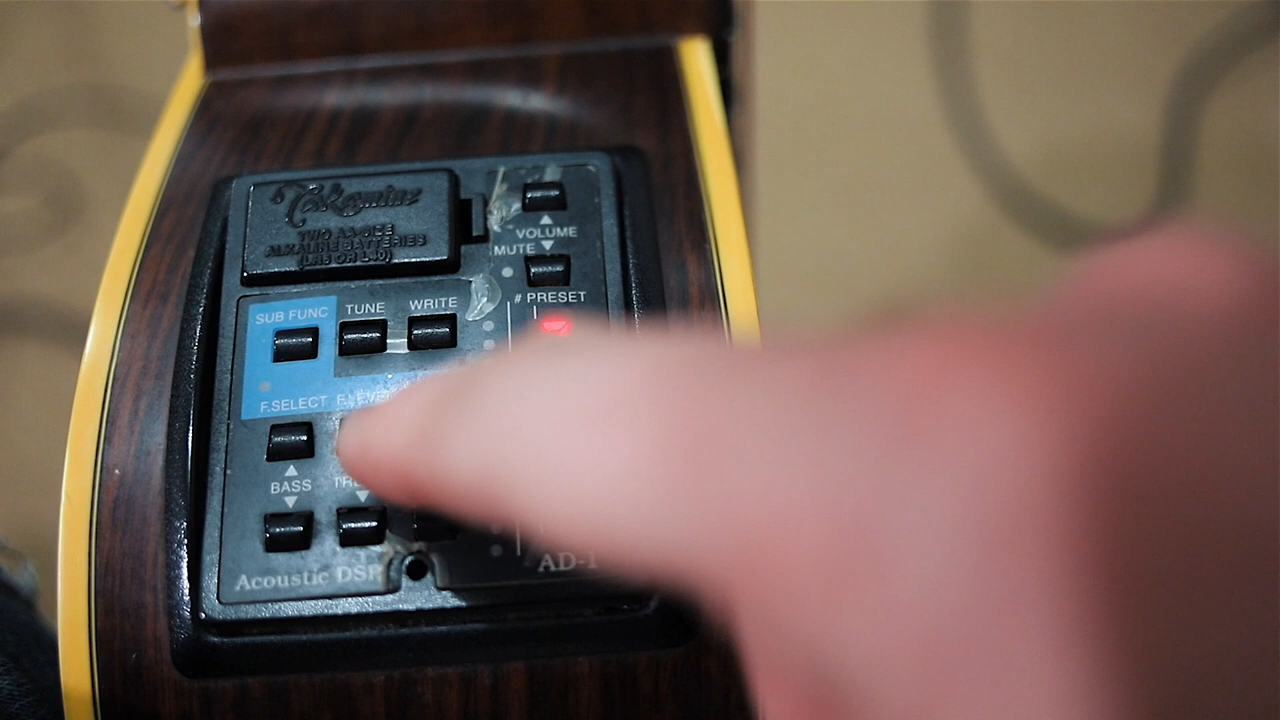 Takamine
TWO AA-SIZE
ALKALINE BATTERIES
(LR6 OR L40)
VOLUME
MUTE
# PRESET
SUB FUNC
TUNE
WRITE
F.SELECT
BASS
Acoustic DSP